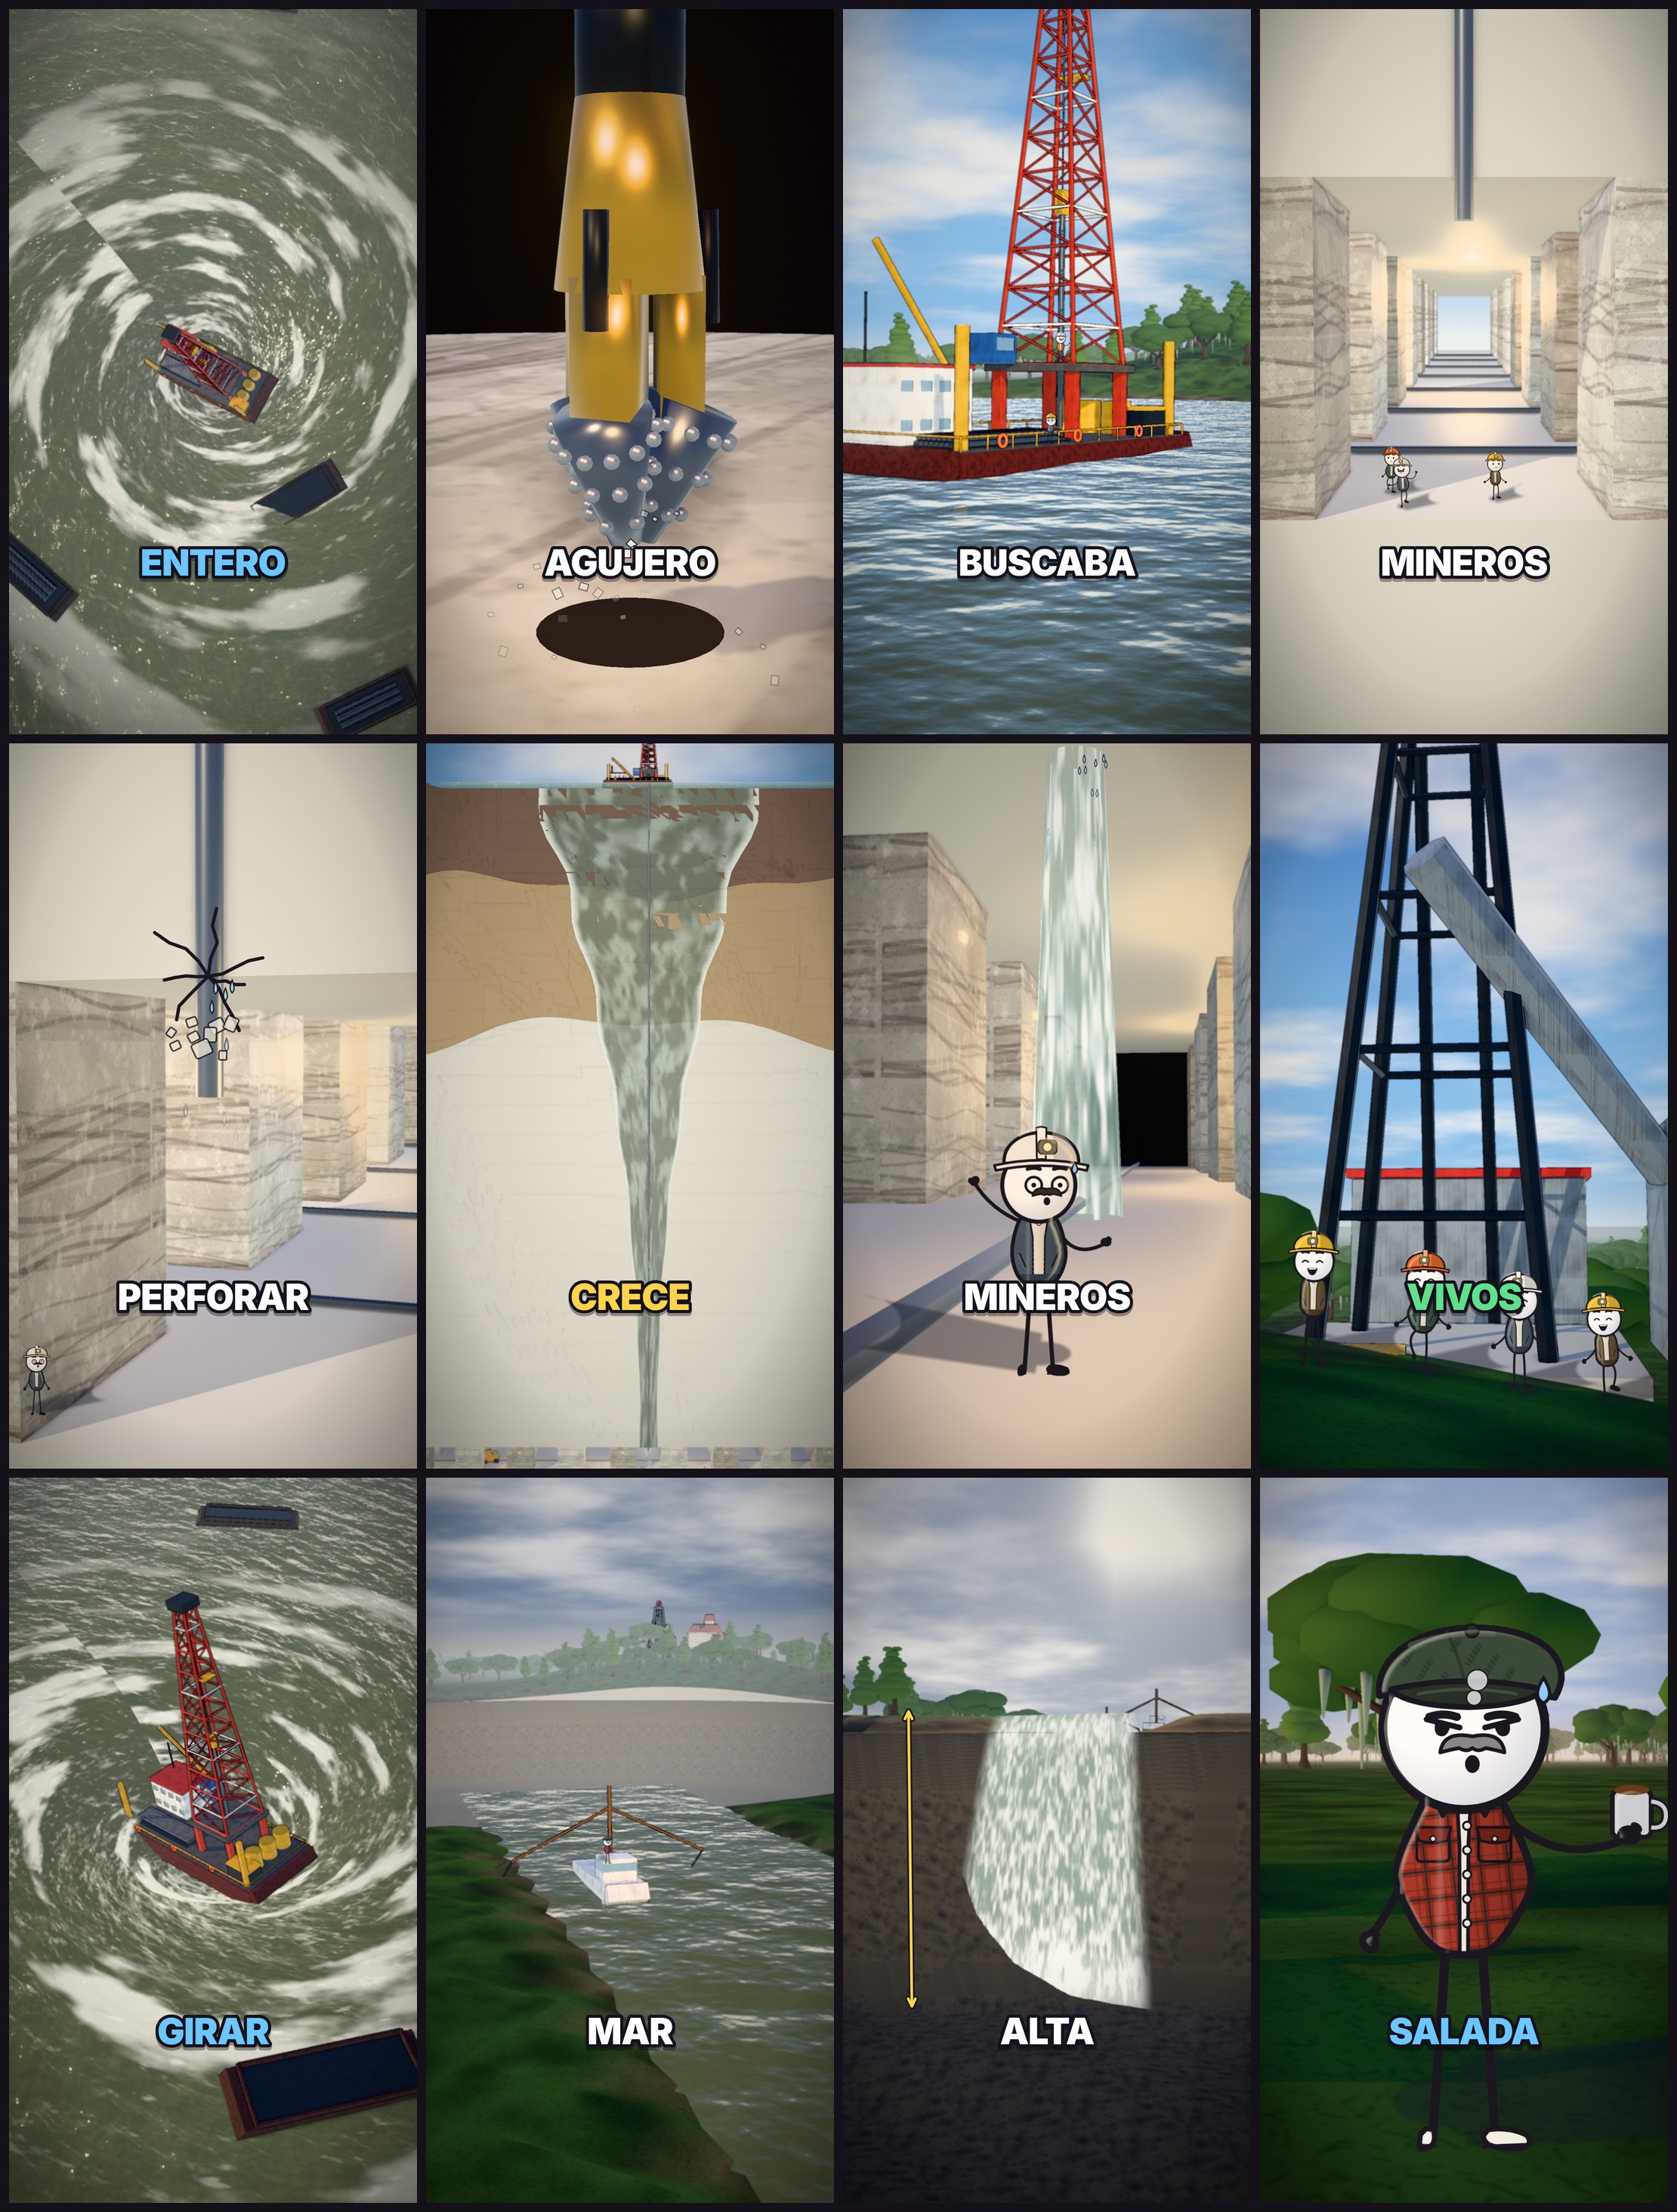 ENTERO
AGUJERO
BUSCABA
MINEROS
PERFORAR
CRECE
MINEROS
VIVOS
GIRAR
MAR
ALTA
SALADA